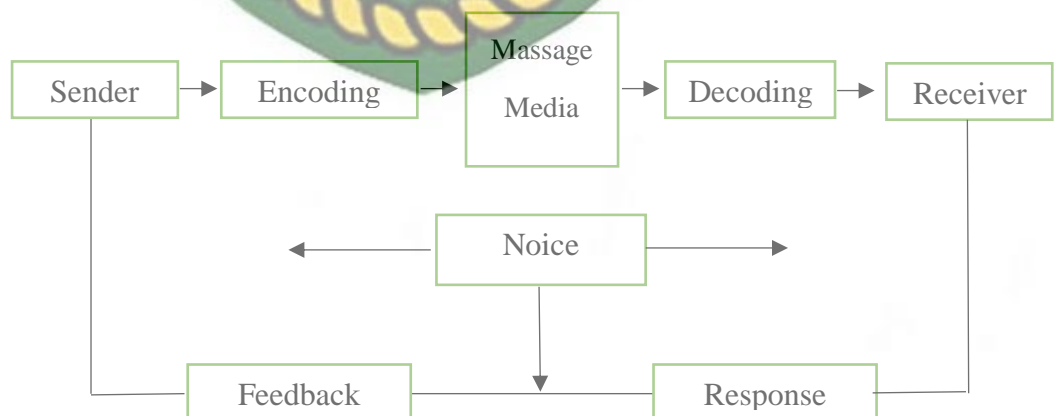 Sender
Encoding
Massage
Media
Decoding
Receiver
Noice
Feedback
Response